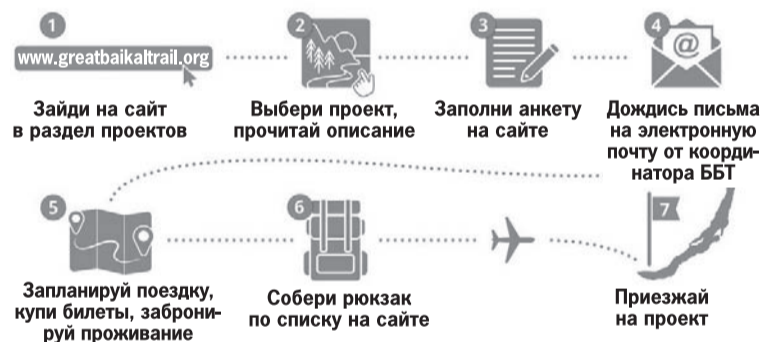 1
www.greatbaikaltrail.org
Зайди на сайт
в раздел проектов
2
Выбери проект,
прочитай описание
3
Заполни анкету
на сайте
4
@
Дождись письма
на электронную
почту от коорди-
натора ББТ
5
Запланируй поездку,
купи билеты, заброни-
руй проживание
6
Собери рюкзак
по списку на сайте
7
Приезжай
на проект